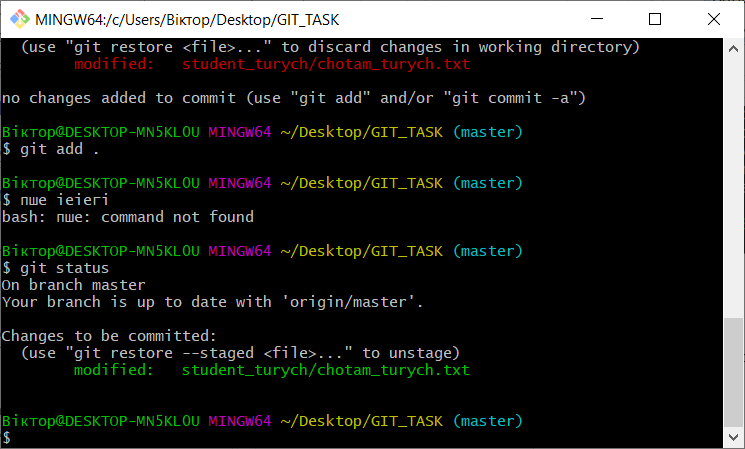 MINGW64:/c/Users/Віктор/Desktop/GIT_TASK
(use "git restore <file>..." to discard changes in working directory)
modified:   student_turych/chotam_turych.txt
no changes added to commit (use "git add" and/or "git commit -a")
Віктор@DESKTOP-MN5KL0U MINGW64 ~/Desktop/GIT_TASK (master)
$ git add .
Віктор@DESKTOP-MN5KL0U MINGW64 ~/Desktop/GIT_TASK (master)
$ пше іеіегі
bash: пше: command not found
Віктор@DESKTOP-MN5KL0U MINGW64 ~/Desktop/GIT_TASK (master)
$ git status
On branch master
Your branch is up to date with 'origin/master'.
Changes to be committed:
(use "git restore --staged <file>..." to unstage)
modified:   student_turych/chotam_turych.txt
Віктор@DESKTOP-MN5KL0U MINGW64 ~/Desktop/GIT_TASK (master)
$